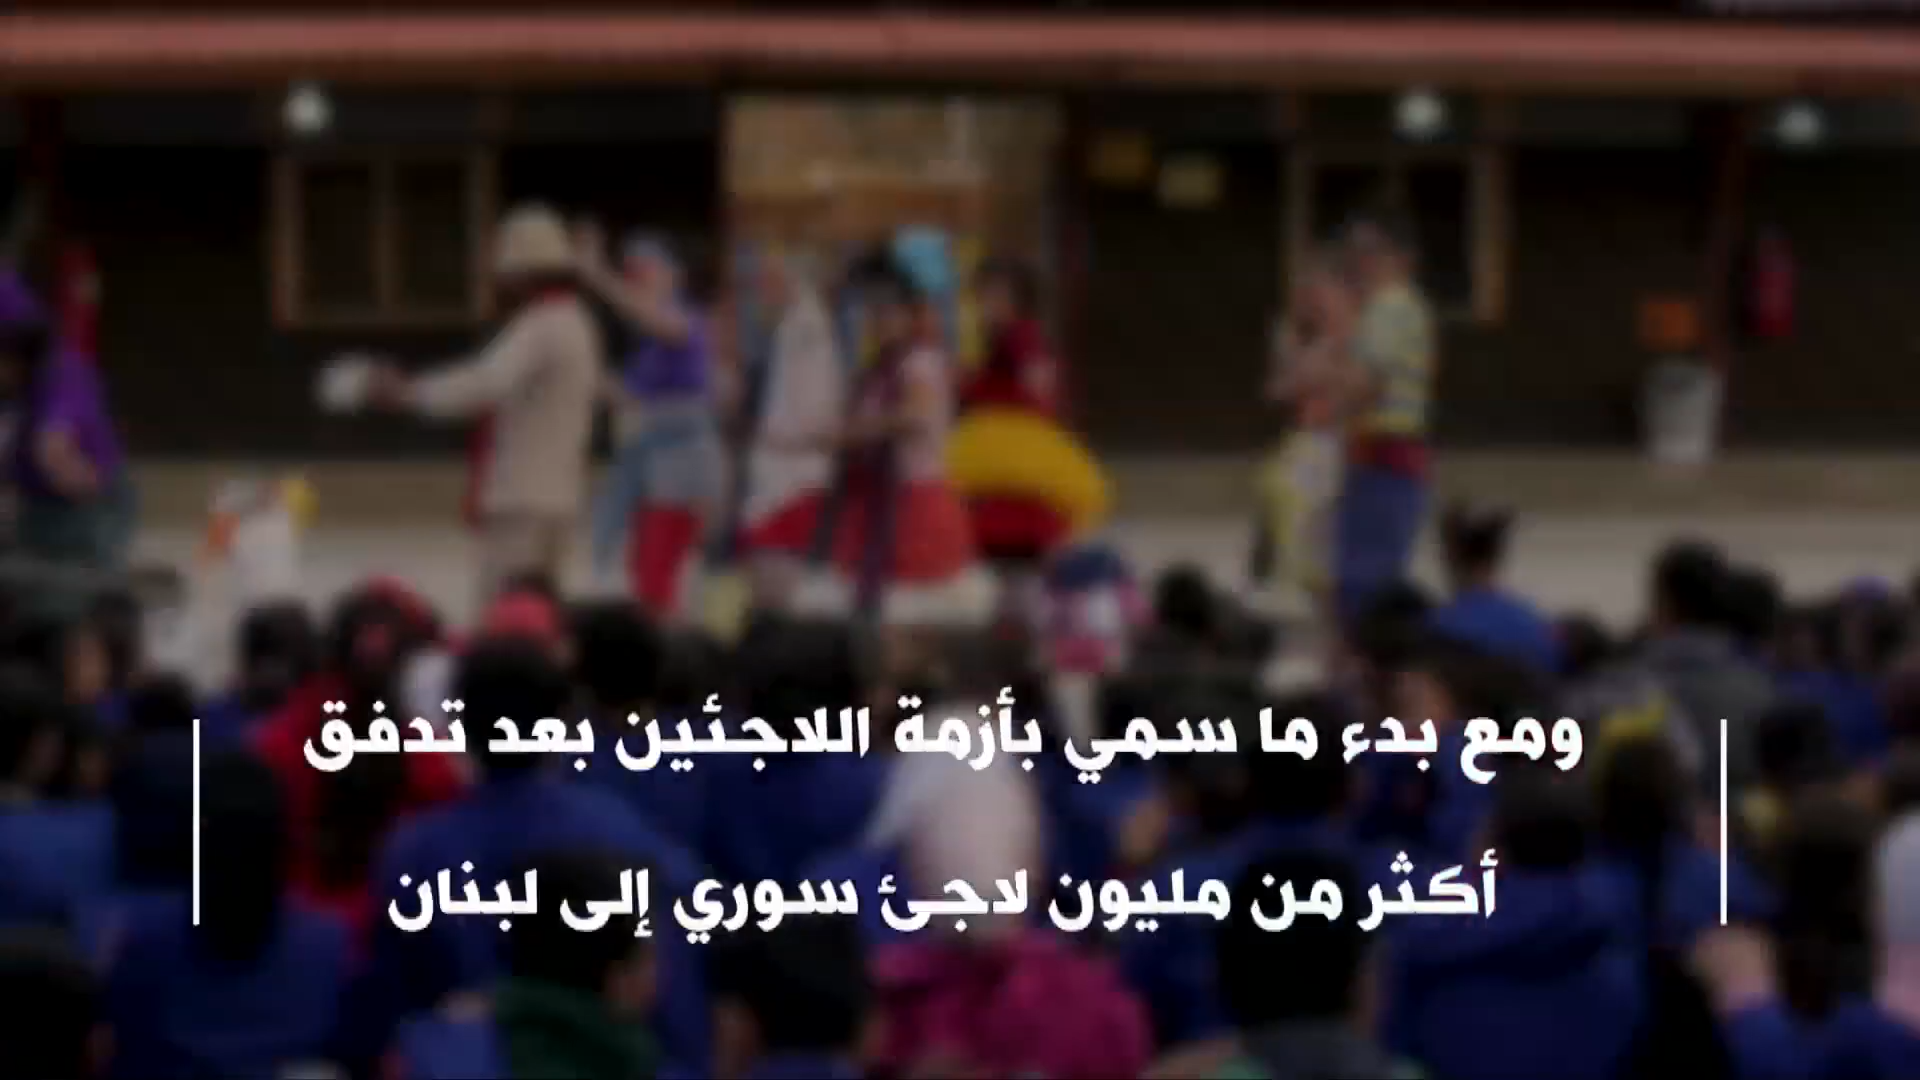 ومع بدء ما سمي بأزمة اللاجئين بعد تدفق
أكثر من مليون لاجئ سوري إلى لبنان